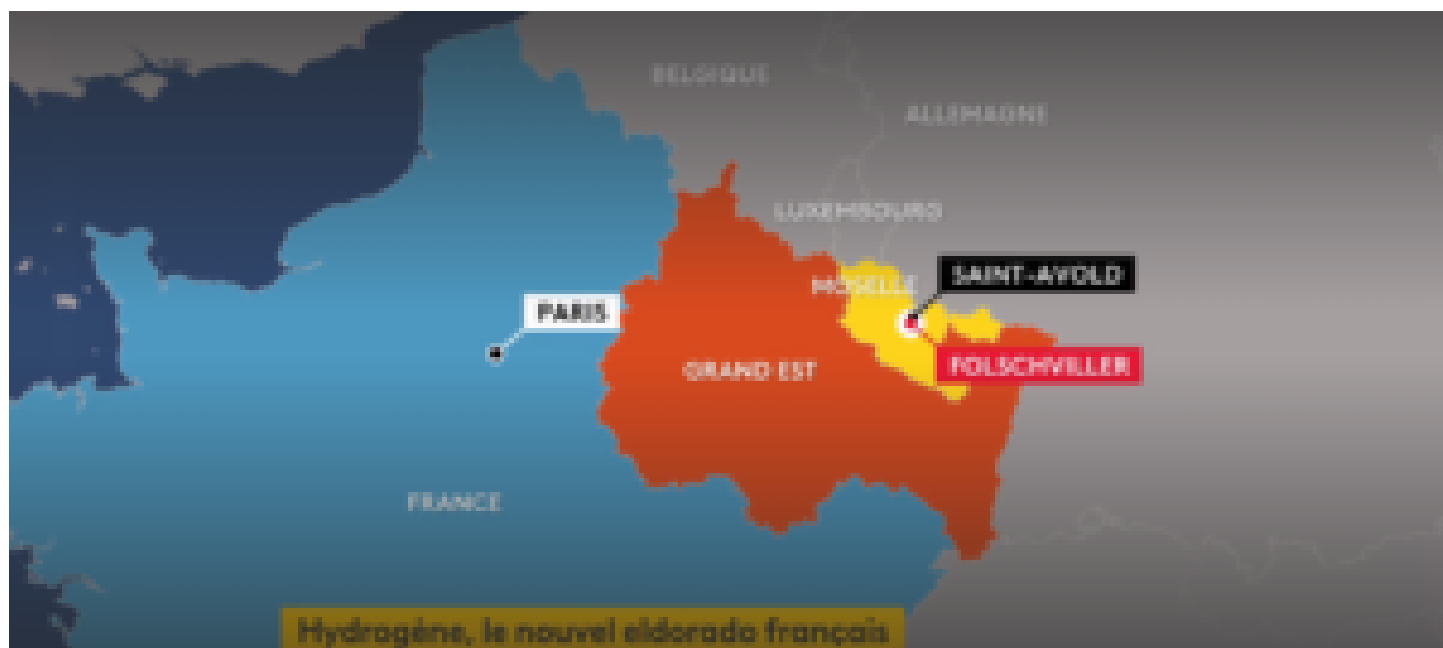 BELGIQUE
ALLEMAGNE
LUXEMBOURG
SAINT-AVOLD
MOSELLE
PARIS
FOLSCHVILLER
GRAND EST
FRANCE
Hydrogène, le nouvel eldorado français